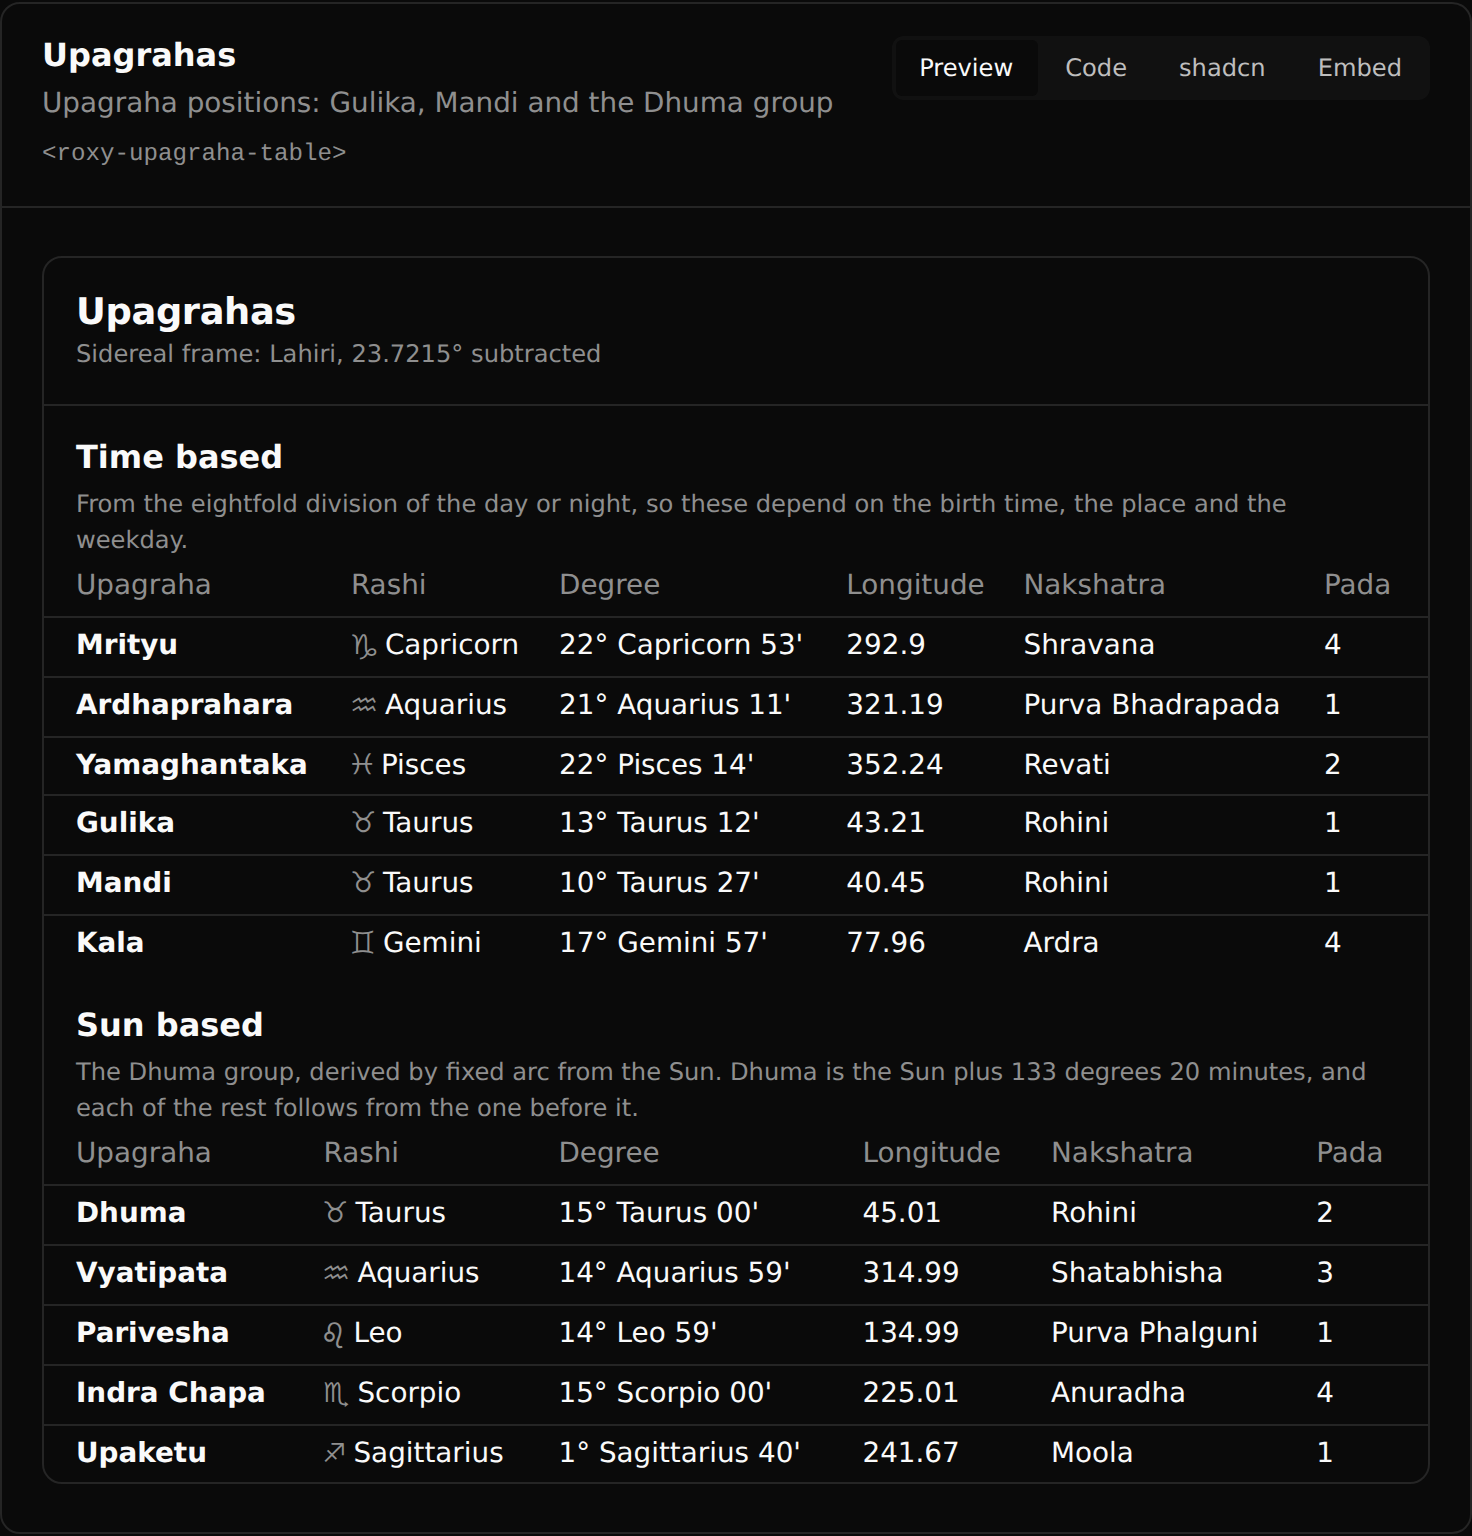 Upagrahas
Preview Code shadcn Embed
Upagraha positions: Gulika, Mandi and the Dhuma group
<roxy-upagraha-table>
Upagrahas
Sidereal frame: Lahiri, 23.7215° subtracted
Time based
From the eightfold division of the day or night, so these depend on the birth time, the place and the
weekday.
Upagraha Rashi Degree Longitude Nakshatra Pada
Mrityu ♑ Capricorn 22° Capricorn 53' 292.9 Shravana 4
Ardhaprahara ♒ Aquarius 21° Aquarius 11' 321.19 Purva Bhadrapada 1
Yamaghantaka ♓ Pisces 22° Pisces 14' 352.24 Revati 2
Gulika ♉ Taurus 13° Taurus 12' 43.21 Rohini 1
Mandi ♉ Taurus 10° Taurus 27' 40.45 Rohini 1
Kala ♊ Gemini 17° Gemini 57' 77.96 Ardra 4
Sun based
The Dhuma group, derived by fixed arc from the Sun. Dhuma is the Sun plus 133 degrees 20 minutes, and
each of the rest follows from the one before it.
Upagraha Rashi Degree Longitude Nakshatra Pada
Dhuma ♉ Taurus 15° Taurus 00' 45.01 Rohini 2
Vyatipata ♒ Aquarius 14° Aquarius 59' 314.99 Shatabhisha 3
Parivesha ♌ Leo 14° Leo 59' 134.99 Purva Phalguni 1
Indra Chapa ♏ Scorpio 15° Scorpio 00' 225.01 Anuradha 4
Upaketu ♐ Sagittarius 1° Sagittarius 40' 241.67 Moola 1